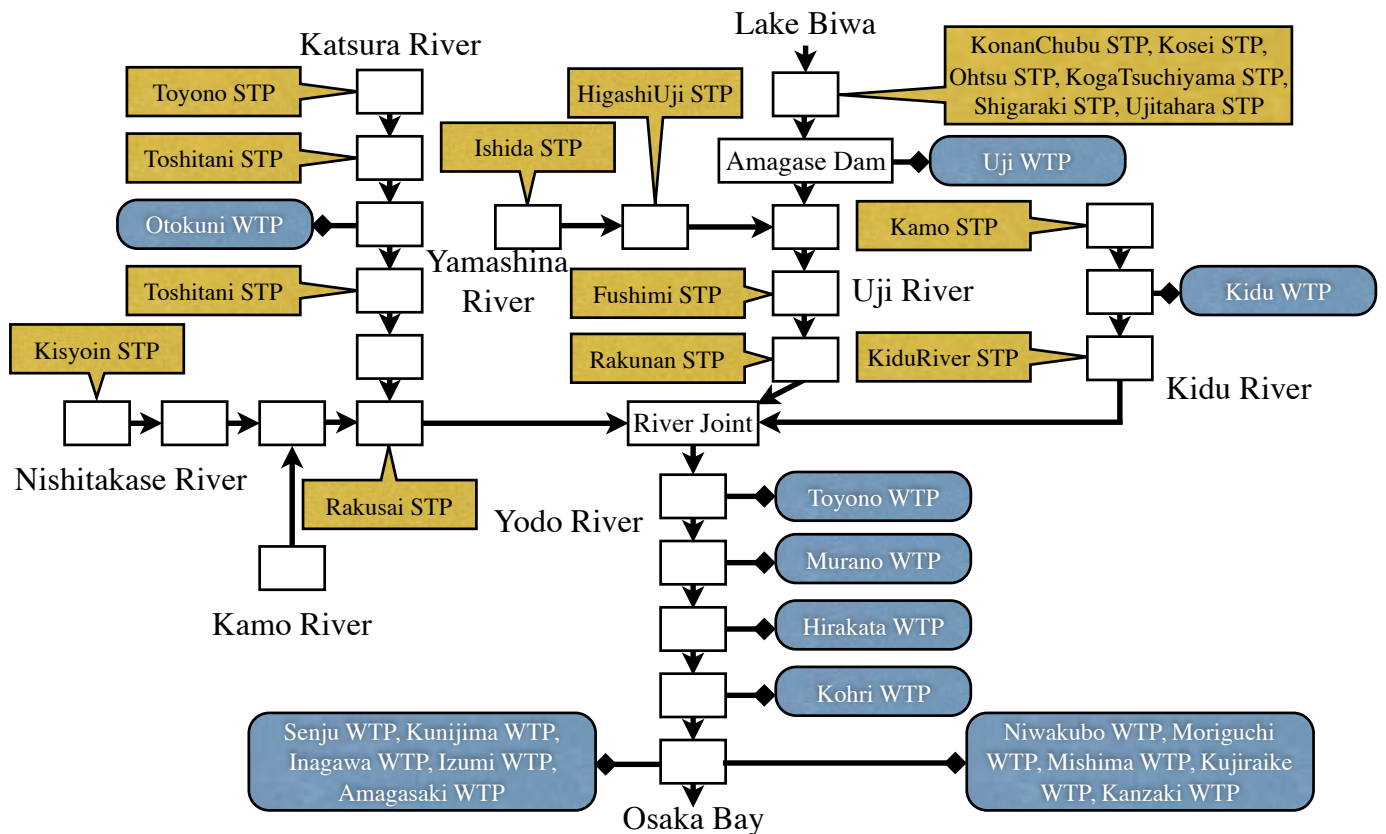 Lake Biwa
Katsura River
KonanChubu STP, Kosei STP,
Ohtsu STP, KogaTsuchiyama STP,
Shigaraki STP, Ujitahara STP
Toyono STP
HigashiUji STP
Ishida STP
Toshitani STP
Amagase Dam
Uji WTP
Otokuni WTP
Kamo STP
Yamashina
River
Toshitani STP
Fushimi STP
Uji River
Kidu WTP
Kisyoin STP
Rakunan STP
KiduRiver STP
Kidu River
River Joint
Nishitakase River
Rakusai STP
Yodo River
Toyono WTP
Murano WTP
Kamo River
Hirakata WTP
Kohri WTP
Senju WTP, Kunijima WTP,
Inagawa WTP, Izumi WTP,
Amagasaki WTP
Niwakubo WTP, Moriguchi
WTP, Mishima WTP, Kujiraike
WTP, Kanzaki WTP
Osaka Bay